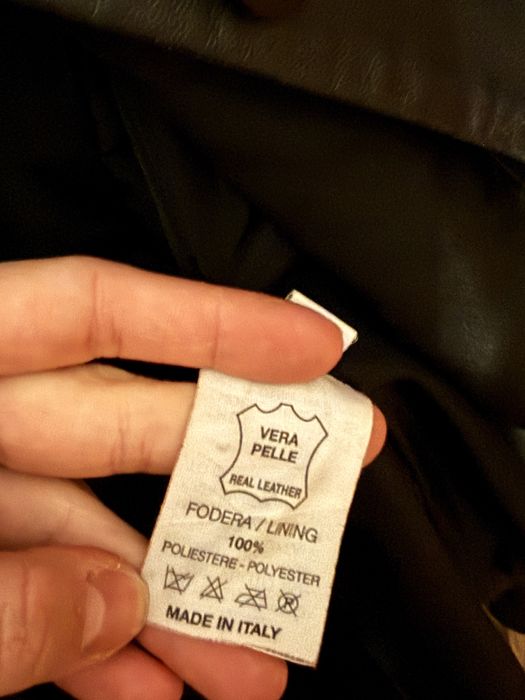 VERA
PELLE
REAL LEATHER
FODERA / LINING
100%
POLIESTERE - POLYESTER
MADE IN ITALY